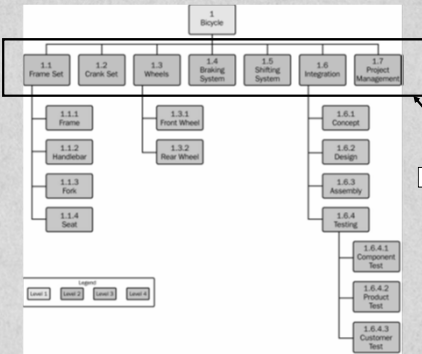 1
Bicycle
1.1
Frame Set
1.2
Crank Set
1.3
Wheels
1.4
Braking
System
1.5
Shifting
System
1.6
Integration
1.7
Project
Management
1.1.1
Frame
1.1.2
Handlebar
1.1.3
Fork
1.1.4
Seat
1.3.1
Front Wheel
1.3.2
Rear Wheel
1.6.1
Concept
1.6.2
Design
1.6.3
Assembly
1.6.4
Testing
1.6.4.1
Component
Test
1.6.4.2
Product
Test
1.6.4.3
Customer
Test
Legend
Level 1
Level 2
Level 3
Level 4